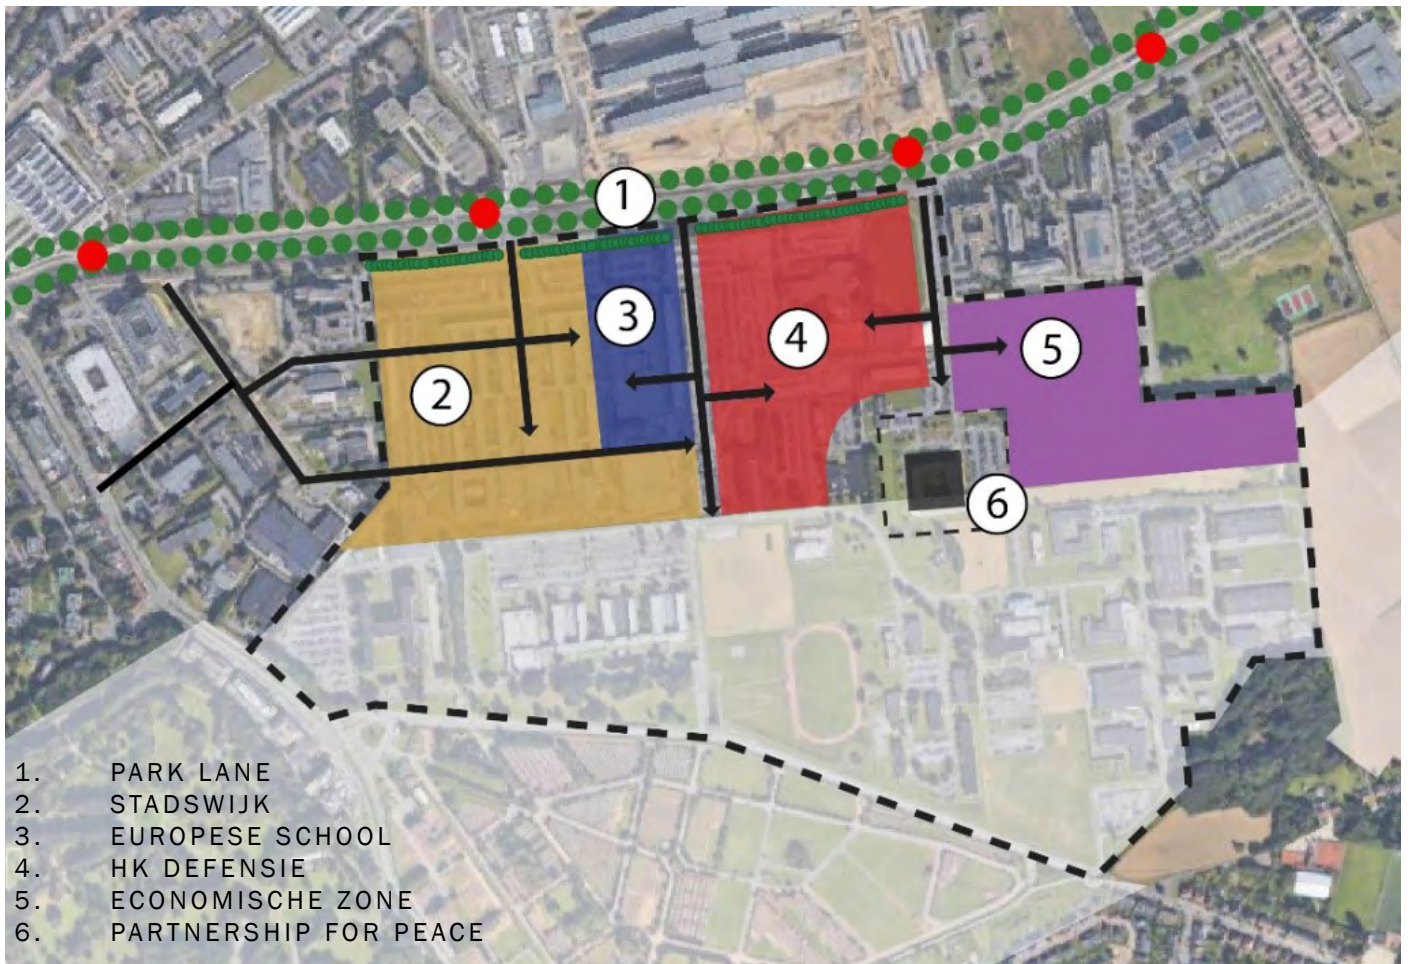 1
2
3
4
5
6
1. PARK LANE
2. STADSWIJK
3. EUROPESE SCHOOL
4. HK DEFENSIE
5. ECONOMISCHE ZONE
6. PARTNERSHIP FOR PEACE